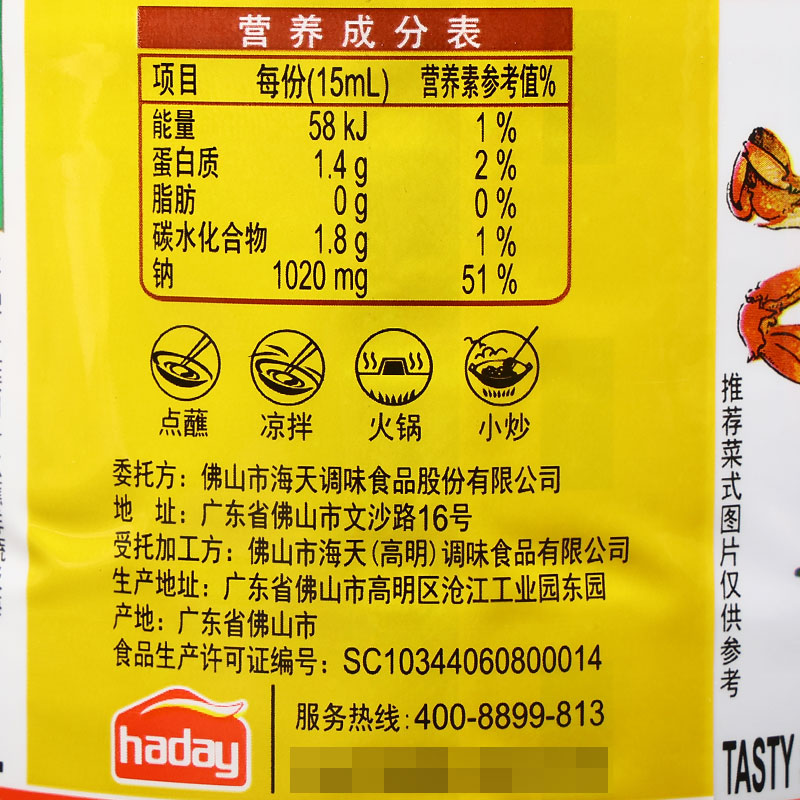 营养成分表
项目 每份(15mL) 营养素参考值%
能量 58 kJ 1 %
蛋白质 1.4 g 2 %
脂肪 0 g 0 %
碳水化合物 1.8 g 1 %
钠 1020 mg 51 %
点蘸 凉拌 火锅 小炒
委托方：佛山市海天调味食品股份有限公司
地 址：广东省佛山市文沙路16号
受托加工方：佛山市海天(高明)调味食品有限公司
生产地址：广东省佛山市高明区沧江工业园东园
产地：广东省佛山市
食品生产许可证编号：SC10344060800014
服务热线:400-8899-813
haday
推荐菜式图片仅供参考
TASTY